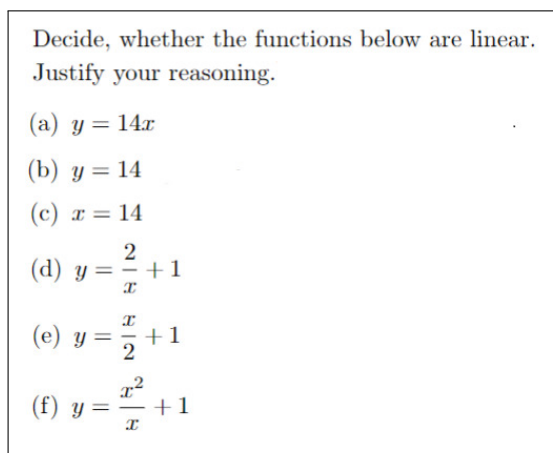 Decide, whether the functions below are linear.
Justify your reasoning.
(a) y = 14x
(b) y = 14
(c) x = 14
(d) y = 2/x + 1
(e) y = x/2 + 1
(f) y = x²/x + 1